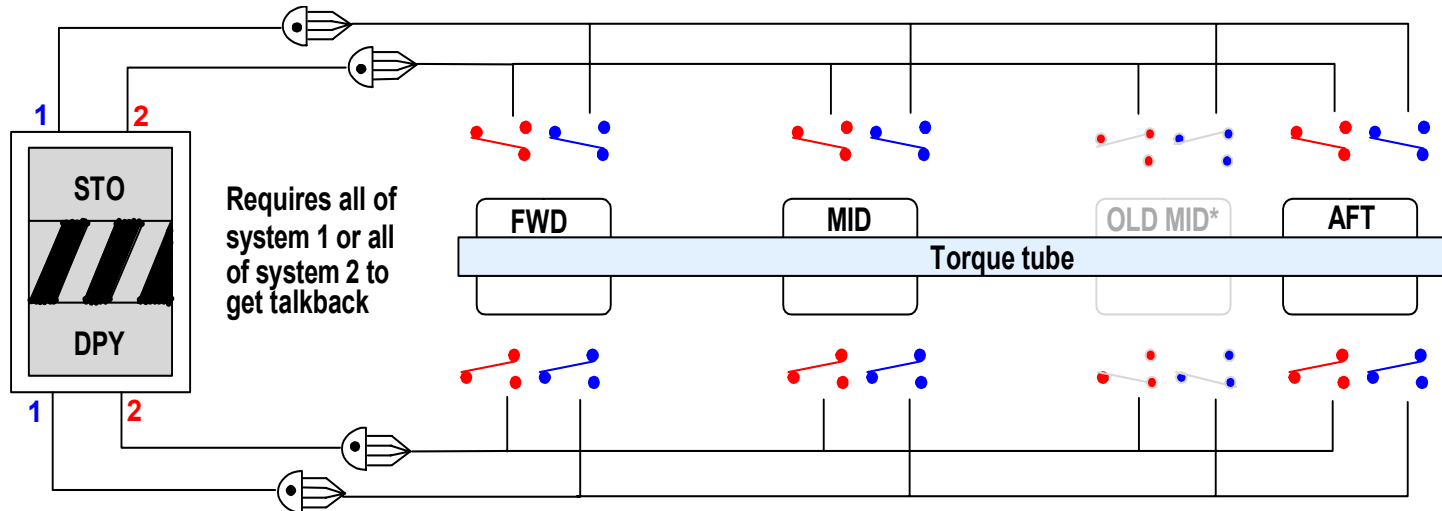 1
2
STO
DPY
1
2
Requires all of
system 1 or all
of system 2 to
get talkback
FWD
MID
OLD MID*
AFT
Torque tube